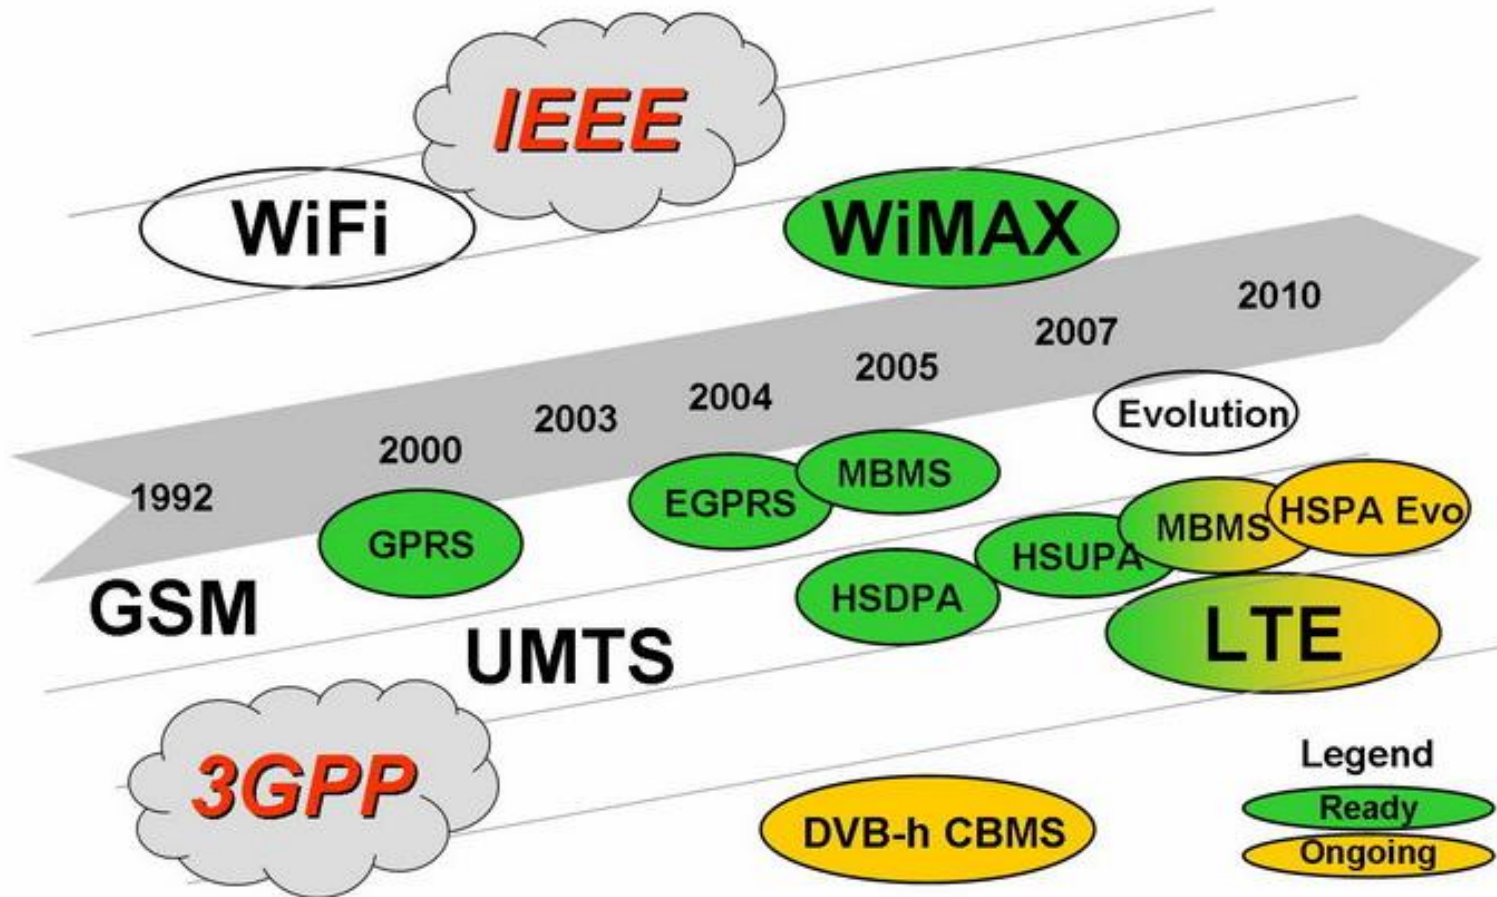 IEEE
WiFi
WiMAX
2010
2007
2005
2004
2003
2000
1992
Evolution
MBMS
EGPRS
GPRS
HSPA Evo
MBMS
HSUPA
HSDPA
GSM
UMTS
LTE
3GPP
DVB-h CBMS
Legend
Ready
Ongoing